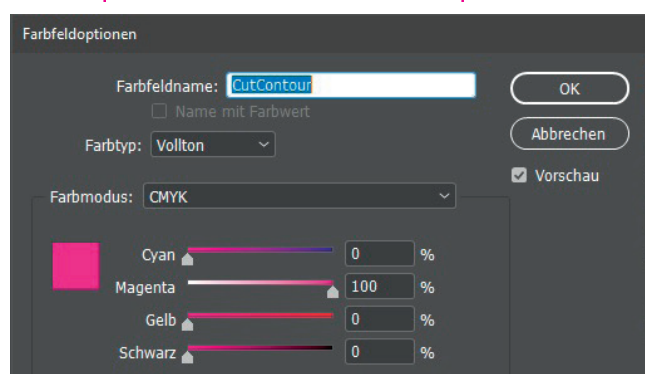 Farbfeldoptionen
Farbfeldname: CutContour
Name mit Farbwert
Farbtyp: Vollton
Farbmodus: CMYK
Cyan 0 %
Magenta 100 %
Gelb 0 %
Schwarz 0 %
OK
Abbrechen
Vorschau